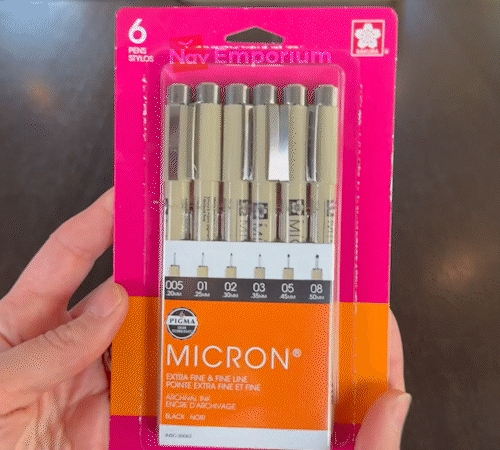 6
PENS
STYLOS
Nav Emporium
SAKURA
005 01 02 03 05 08
.20MM .25MM .30MM .35MM .45MM .50MM
PIGMA
MICRON®
EXTRA FINE & FINE LINE
POINTE EXTRA FINE ET FINE
ARCHIVAL INK
ENCRE D'ARCHIVAGE
BLACK · NOIR